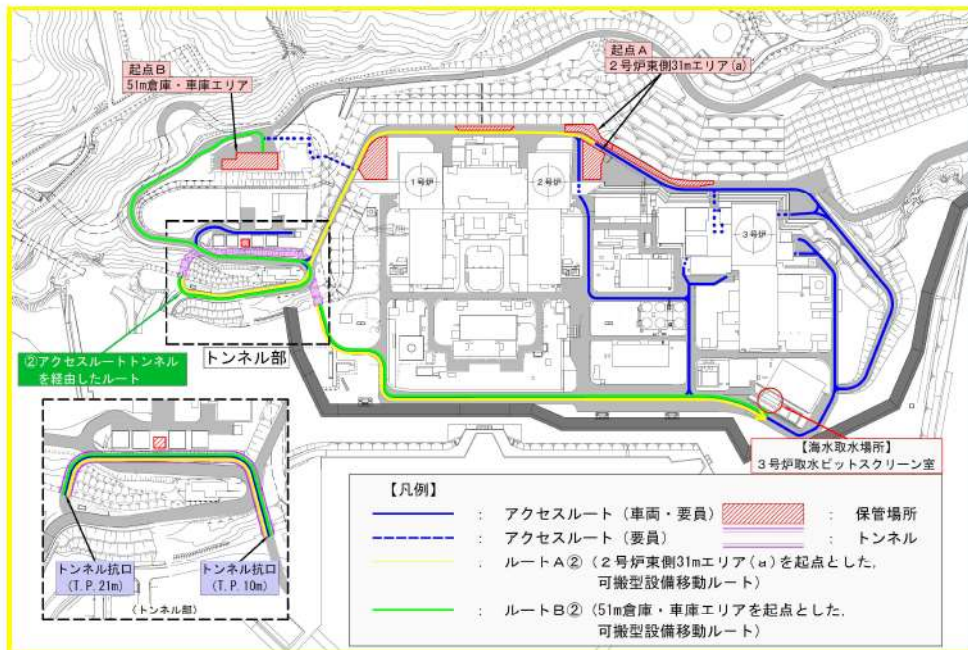 起点A
２号炉東側31mエリア(a)
起点B
51m倉庫・車庫エリア
１号炉
２号炉
３号炉
②アクセスルートトンネル
を経由したルート
トンネル部
【海水取水場所】
３号炉取水ピットスクリーン室
トンネル抗口
(T.P.21m)
トンネル抗口
(T.P.10m)
(トンネル部)
【凡例】
： アクセスルート（車両・要員）
： 保管場所
： アクセスルート（要員）
： トンネル
： ルートA② (２号炉東側31mエリア(a)を起点とした，
可搬型設備移動ルート)
： ルートB② (51m倉庫・車庫エリアを起点とした，
可搬型設備移動ルート)